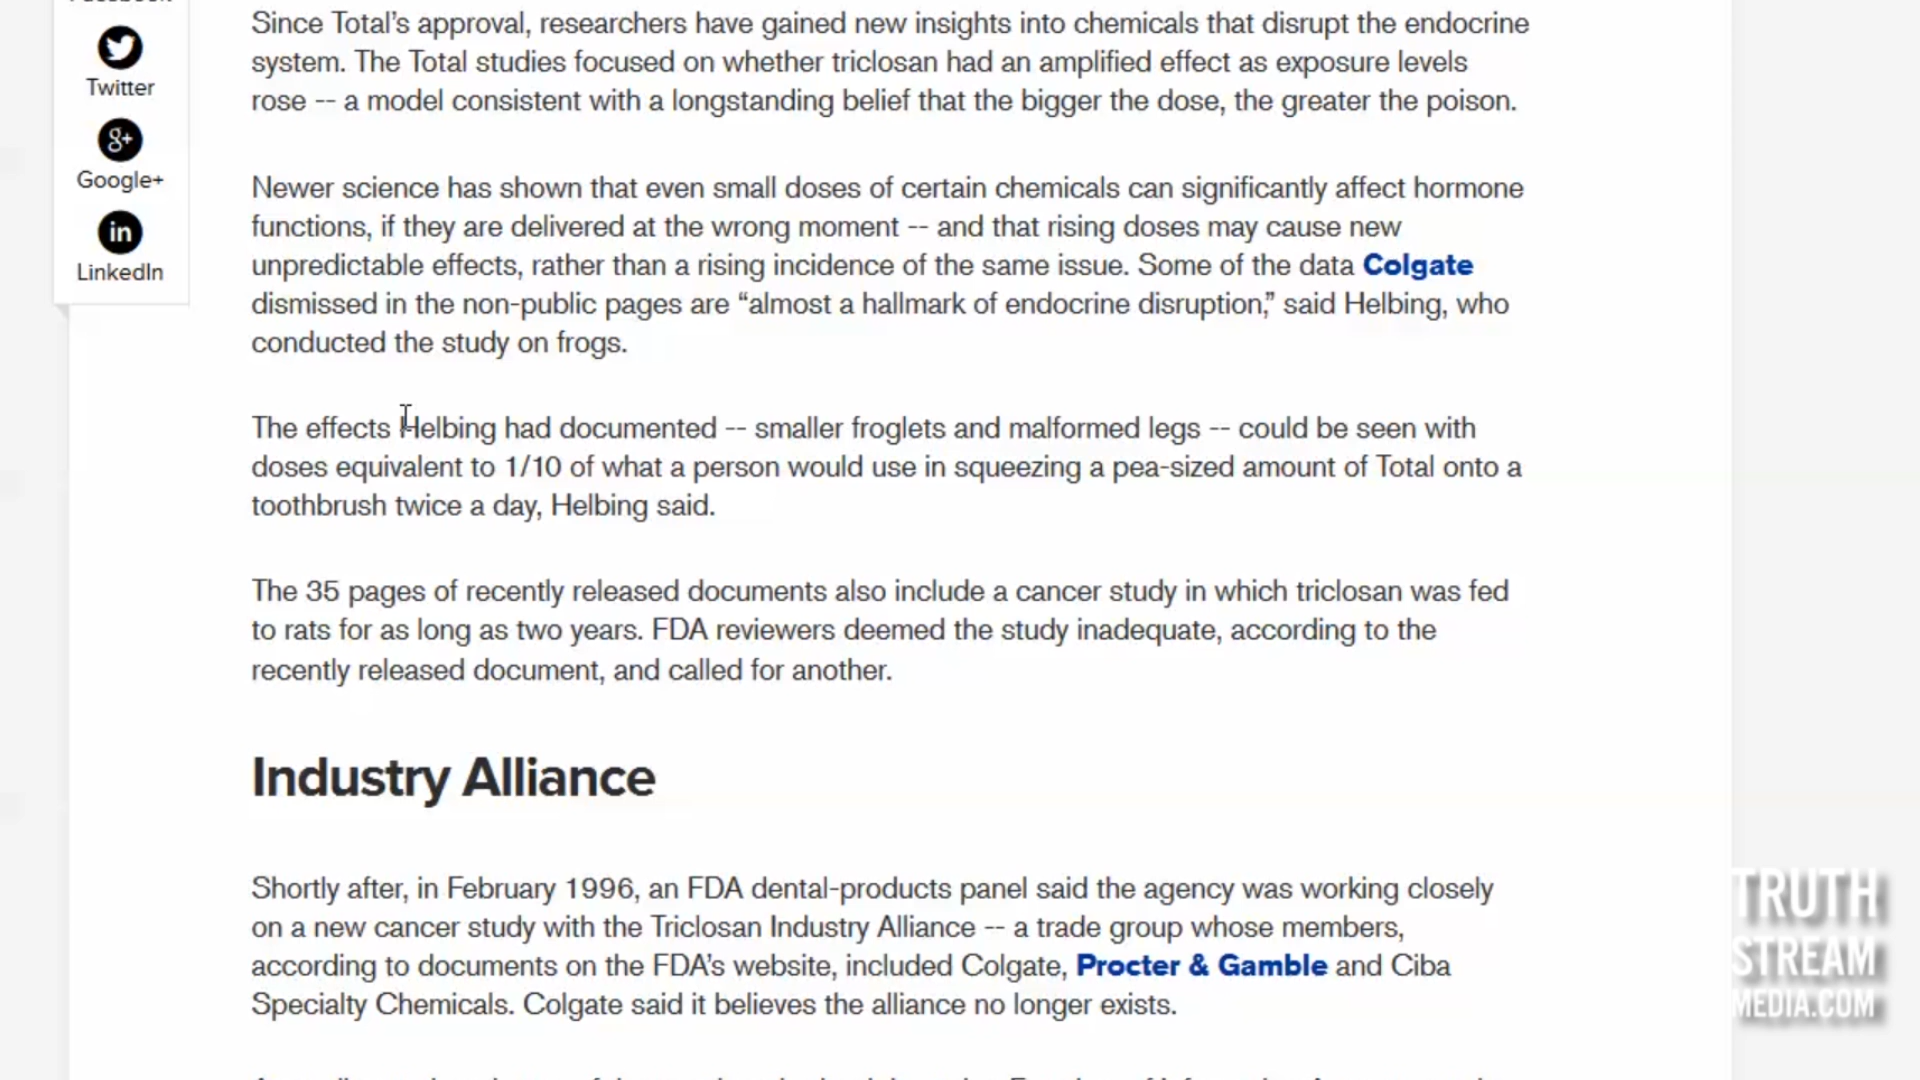 Since Total’s approval, researchers have gained new insights into chemicals that disrupt the endocrine
system. The Total studies focused on whether triclosan had an amplified effect as exposure levels
rose -- a model consistent with a longstanding belief that the bigger the dose, the greater the poison.
Twitter
Google+
LinkedIn
Newer science has shown that even small doses of certain chemicals can significantly affect hormone
functions, if they are delivered at the wrong moment -- and that rising doses may cause new
unpredictable effects, rather than a rising incidence of the same issue. Some of the data Colgate
dismissed in the non-public pages are “almost a hallmark of endocrine disruption,” said Helbing, who
conducted the study on frogs.
The effects Helbing had documented -- smaller froglets and malformed legs -- could be seen with
doses equivalent to 1/10 of what a person would use in squeezing a pea-sized amount of Total onto a
toothbrush twice a day, Helbing said.
The 35 pages of recently released documents also include a cancer study in which triclosan was fed
to rats for as long as two years. FDA reviewers deemed the study inadequate, according to the
recently released document, and called for another.
Industry Alliance
Shortly after, in February 1996, an FDA dental-products panel said the agency was working closely
on a new cancer study with the Triclosan Industry Alliance -- a trade group whose members,
according to documents on the FDA’s website, included Colgate, Procter & Gamble and Ciba
Specialty Chemicals. Colgate said it believes the alliance no longer exists.
TRUTH
STREAM
MEDIA.COM